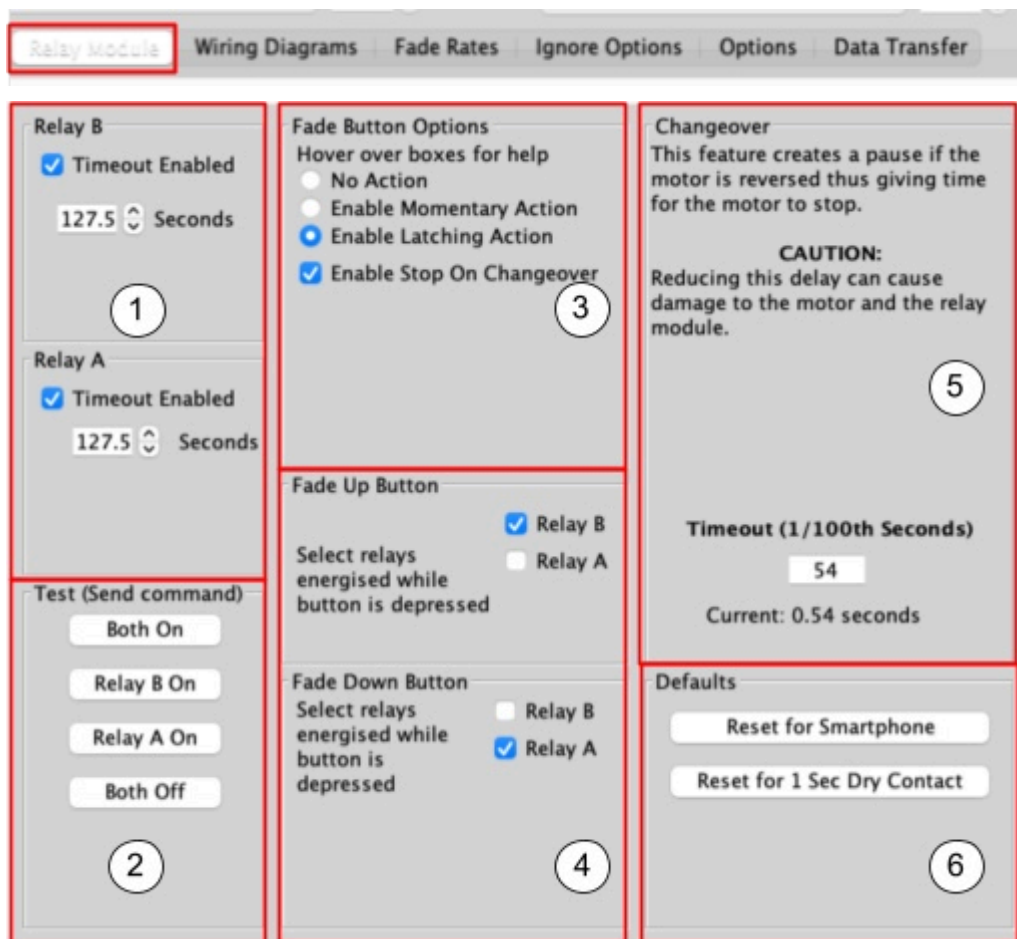 Relay Module Wiring Diagrams Fade Rates Ignore Options Options Data Transfer
Relay B
Timeout Enabled
127.5 Seconds
1
Relay A
Timeout Enabled
127.5 Seconds
Test (Send command)
Both On
Relay B On
Relay A On
Both Off
2
Fade Button Options
Hover over boxes for help
No Action
Enable Momentary Action
Enable Latching Action
Enable Stop On Changeover
3
Fade Up Button
Relay B
Relay A
Select relays
energised while
button is depressed
Fade Down Button
Select relays
energised while
button is
depressed
Relay B
Relay A
4
Changeover
This feature creates a pause if the
motor is reversed thus giving time
for the motor to stop.
CAUTION:
Reducing this delay can cause
damage to the motor and the relay
module.
5
Timeout (1/100th Seconds)
54
Current: 0.54 seconds
Defaults
Reset for Smartphone
Reset for 1 Sec Dry Contact
6